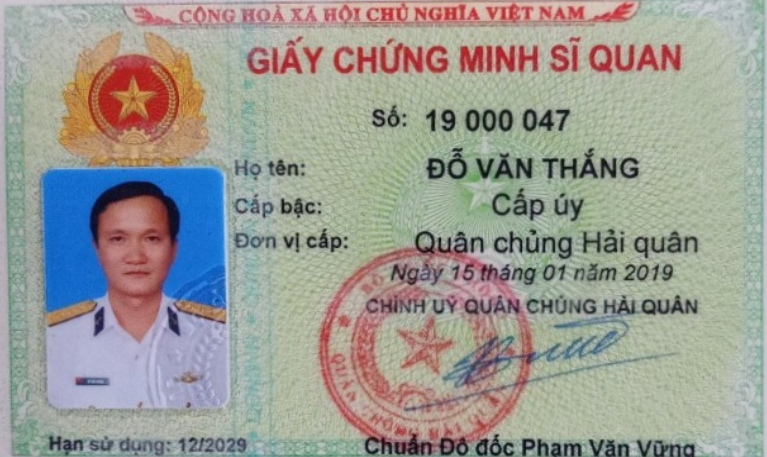 CỘNG HOÀ XÃ HỘI CHỦ NGHĨA VIỆT NAM
GIẤY CHỨNG MINH SĨ QUAN
Số: 19 000 047
Họ tên: ĐỖ VĂN THẮNG
Cấp bậc: Cấp úy
Đơn vị cấp: Quân chủng Hải quân
Ngày 15 tháng 01 năm 2019
CHÍNH UỶ QUÂN CHỦNG HẢI QUÂN
Hạn sử dụng: 12/2029
Chuẩn Đô đốc Phạm Văn Vững